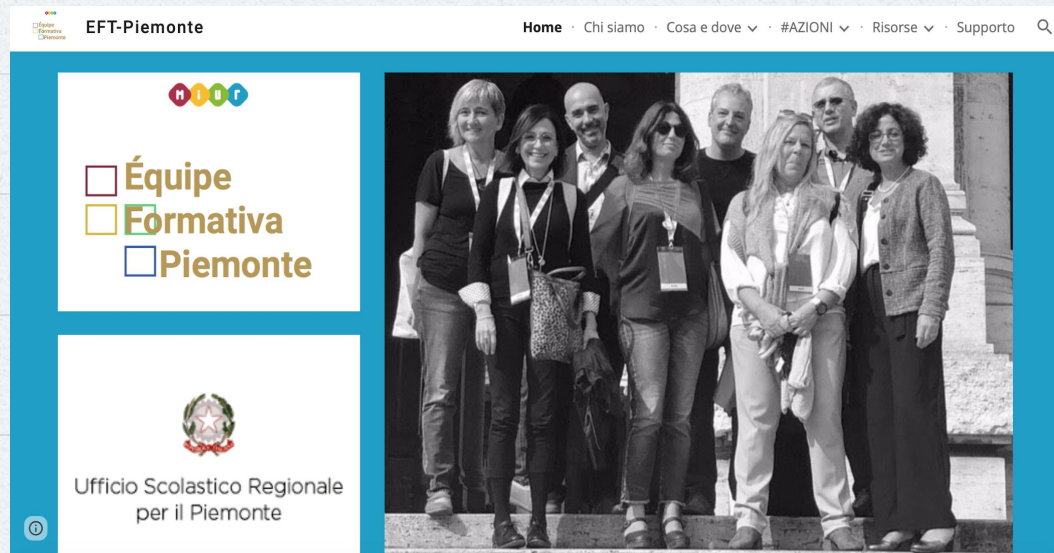 EFT-Piemonte
Home · Chi siamo · Cosa e dove · #AZIONI · Risorse · Supporto
MIUR
Équipe
Formativa
Piemonte
Ufficio Scolastico Regionale
per il Piemonte